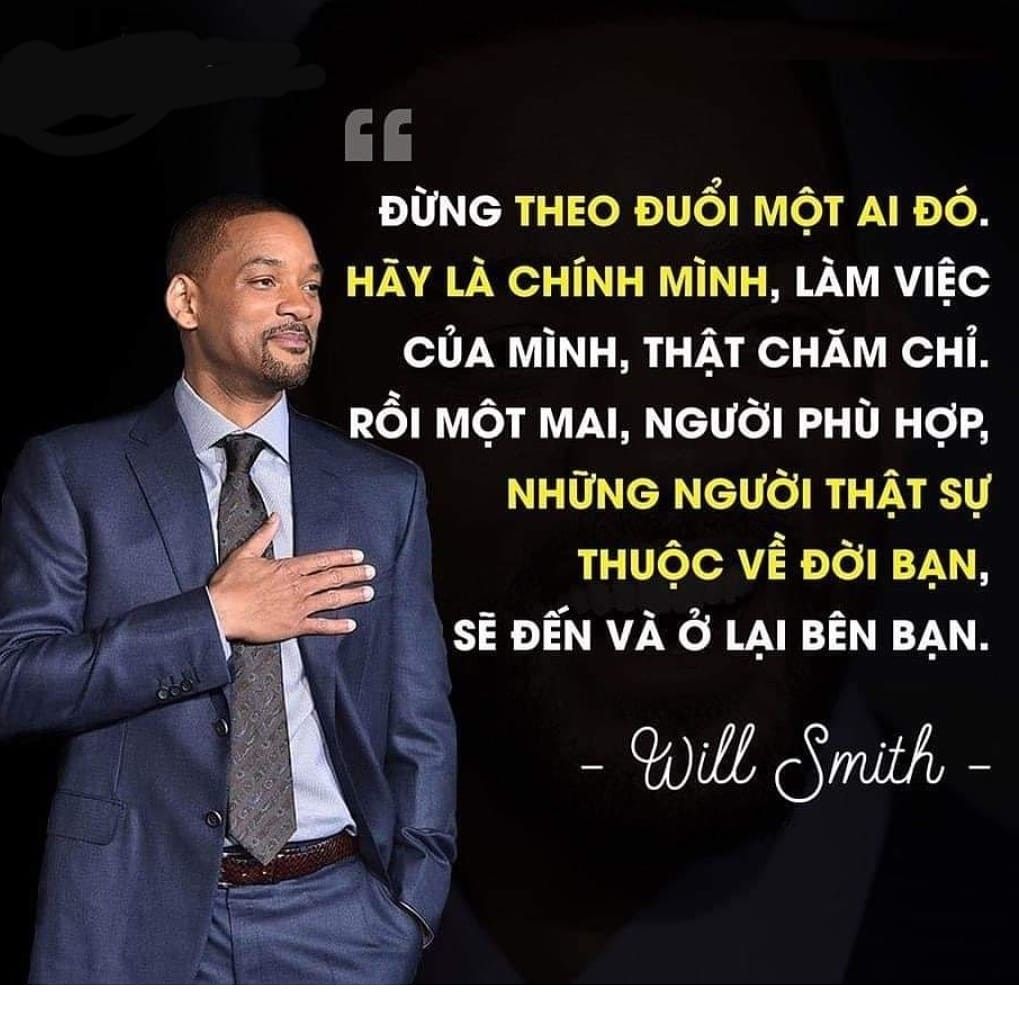 “
ĐỪNG THEO ĐUỔI MỘT AI ĐÓ.
HÃY LÀ CHÍNH MÌNH, LÀM VIỆC
CỦA MÌNH, THẬT CHĂM CHỈ.
RỒI MỘT MAI, NGƯỜI PHÙ HỢP,
NHỮNG NGƯỜI THẬT SỰ
THUỘC VỀ ĐỜI BẠN,
SẼ ĐẾN VÀ Ở LẠI BÊN BẠN.
- Will Smith -